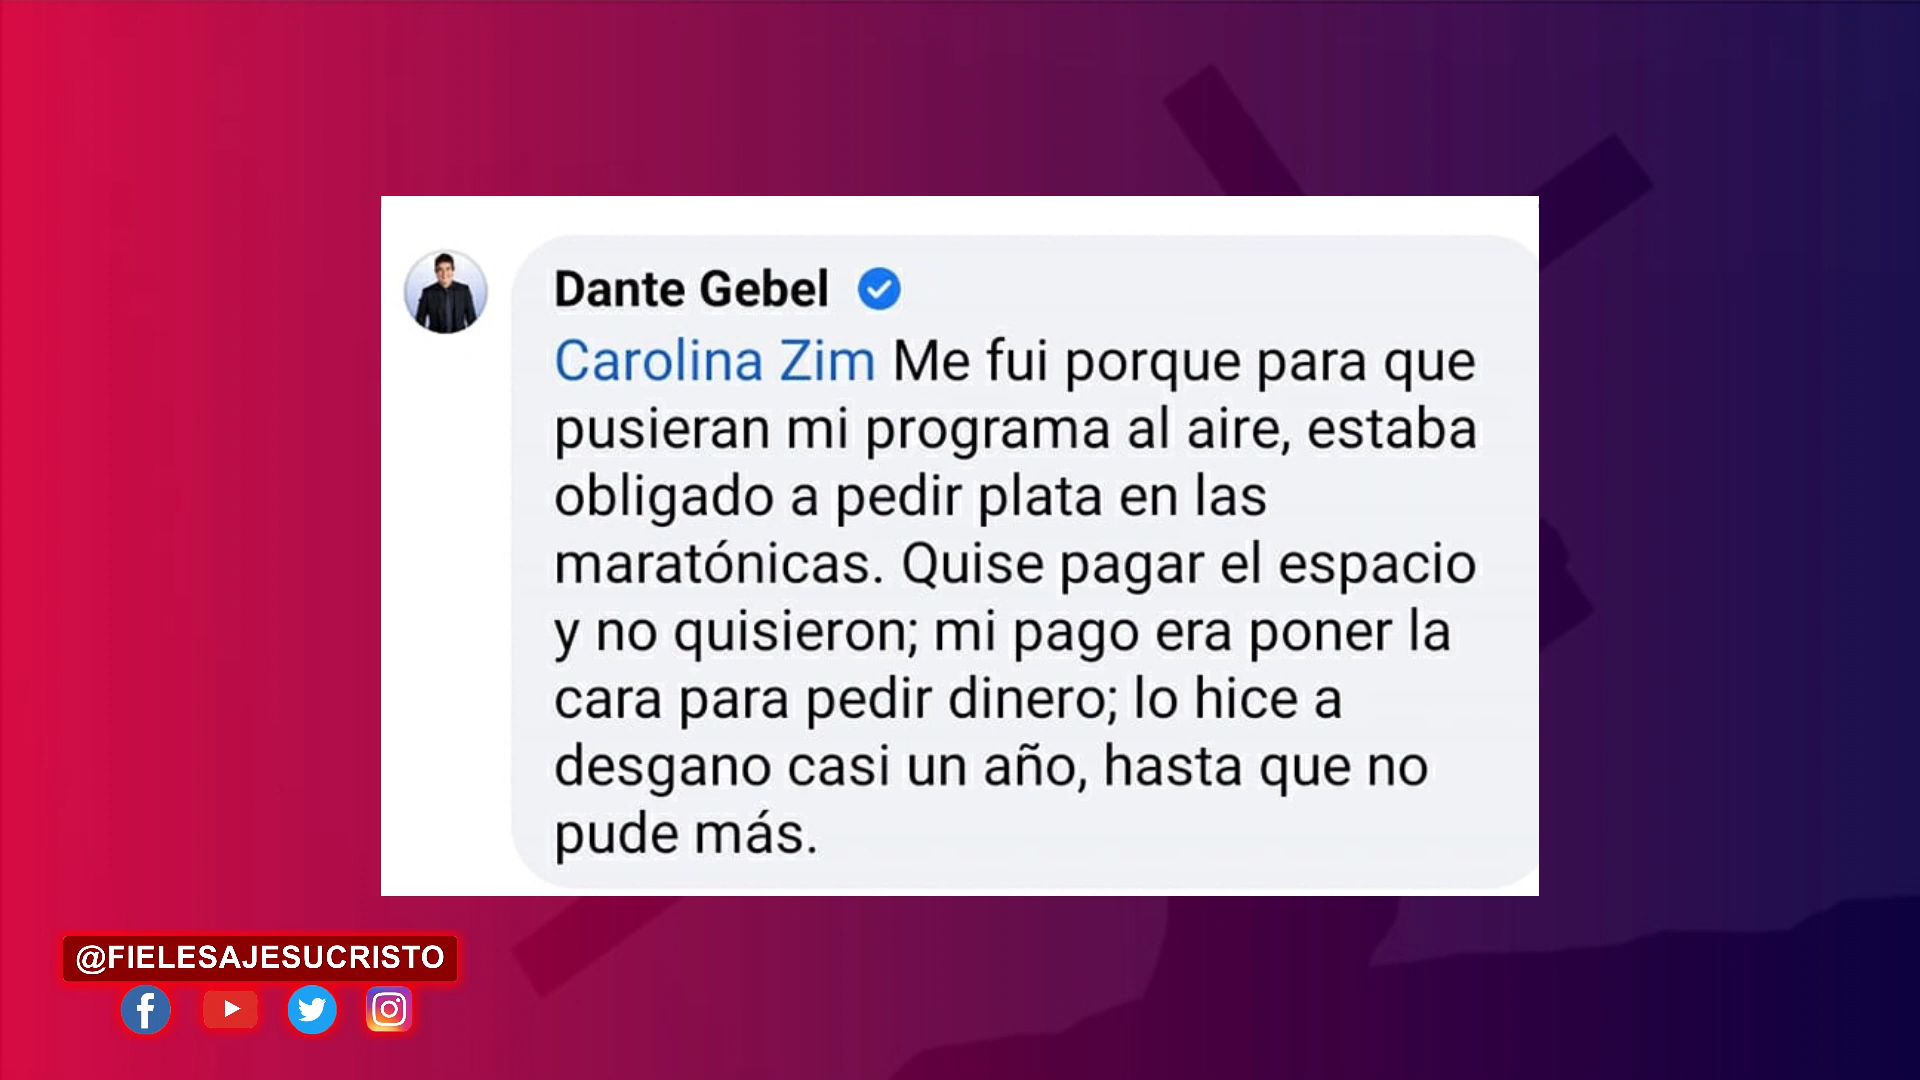 Dante Gebel
Carolina Zim Me fui porque para que
pusieran mi programa al aire, estaba
obligado a pedir plata en las
maratónicas. Quise pagar el espacio
y no quisieron; mi pago era poner la
cara para pedir dinero; lo hice a
desgano casi un año, hasta que no
pude más.
@FIELESAJESUCRISTO